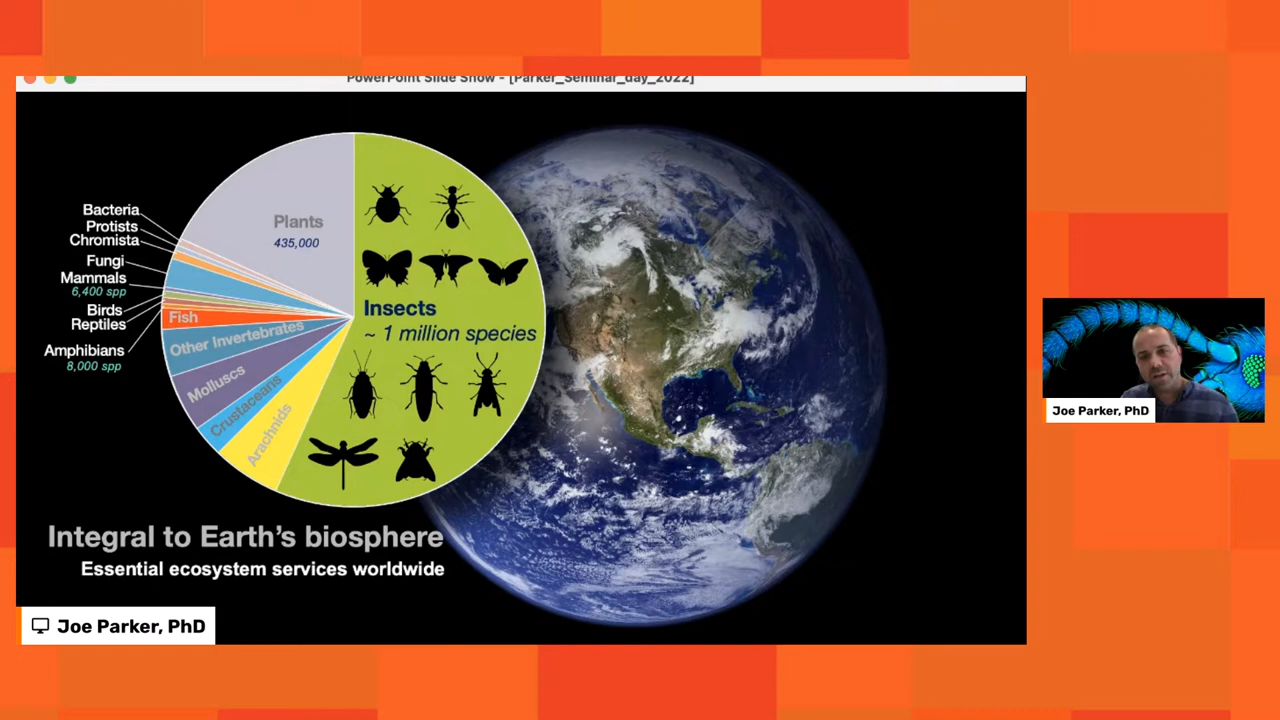 PowerPoint Slide Show - [Parker_Seminar_day_2022]
Bacteria
Protists
Chromista
Fungi
Mammals
6,400 spp
Birds
Reptiles
Amphibians
8,000 spp
Plants
435,000
Fish
Other Invertebrates
Molluscs
Crustaceans
Arachnids
Insects
~ 1 million species
Integral to Earth's biosphere
Essential ecosystem services worldwide
Joe Parker, PhD
Joe Parker, PhD